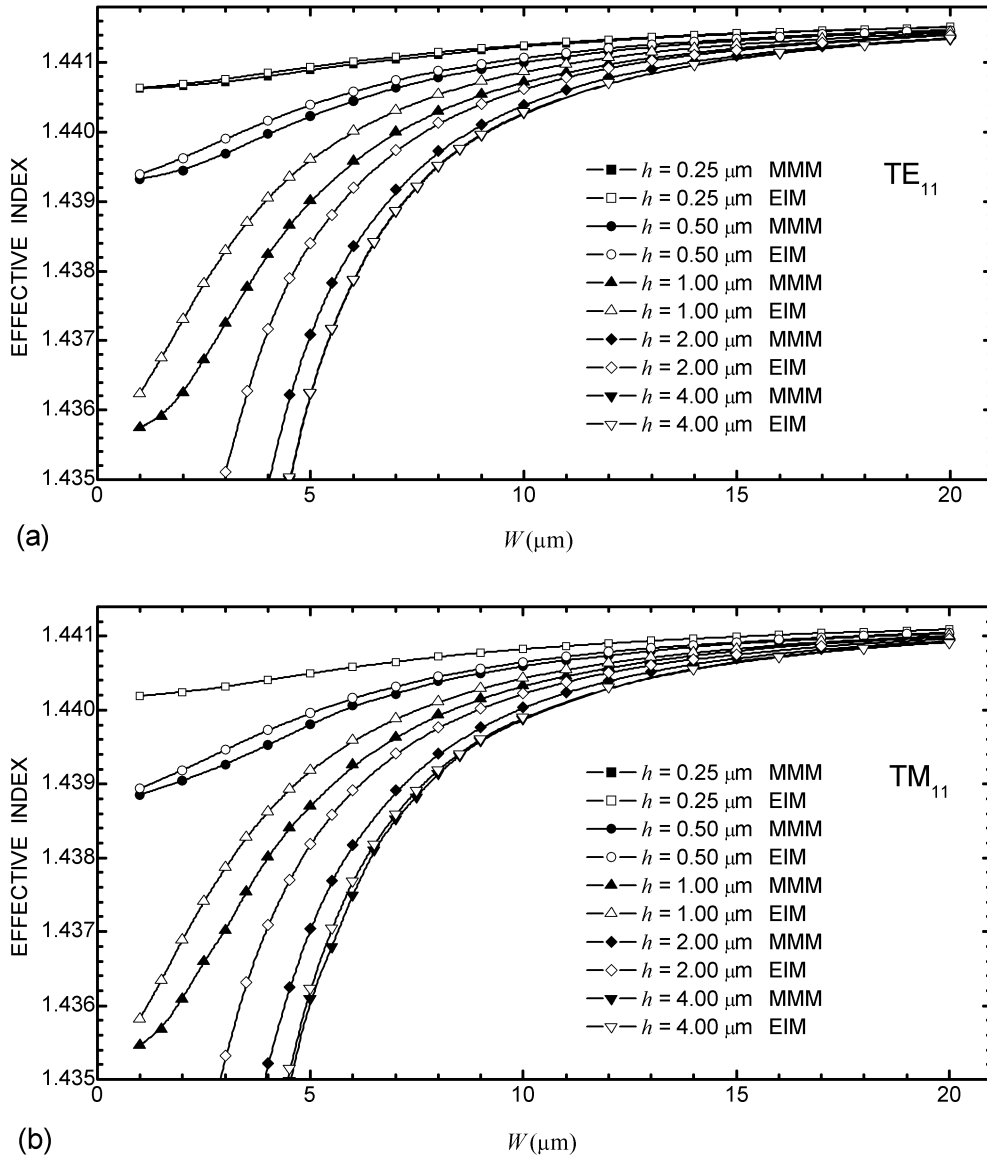 1.441
1.440
1.439
1.438
1.437
1.436
1.435
EFFECTIVE INDEX
h = 0.25 μm MMM
h = 0.25 μm EIM
h = 0.50 μm MMM
h = 0.50 μm EIM
h = 1.00 μm MMM
h = 1.00 μm EIM
h = 2.00 μm MMM
h = 2.00 μm EIM
h = 4.00 μm MMM
h = 4.00 μm EIM
TE11
0 5 10 15 20
(a)
W(μm)
1.441
1.440
1.439
1.438
1.437
1.436
1.435
EFFECTIVE INDEX
h = 0.25 μm MMM
h = 0.25 μm EIM
h = 0.50 μm MMM
h = 0.50 μm EIM
h = 1.00 μm MMM
h = 1.00 μm EIM
h = 2.00 μm MMM
h = 2.00 μm EIM
h = 4.00 μm MMM
h = 4.00 μm EIM
TM11
0 5 10 15 20
(b)
W(μm)